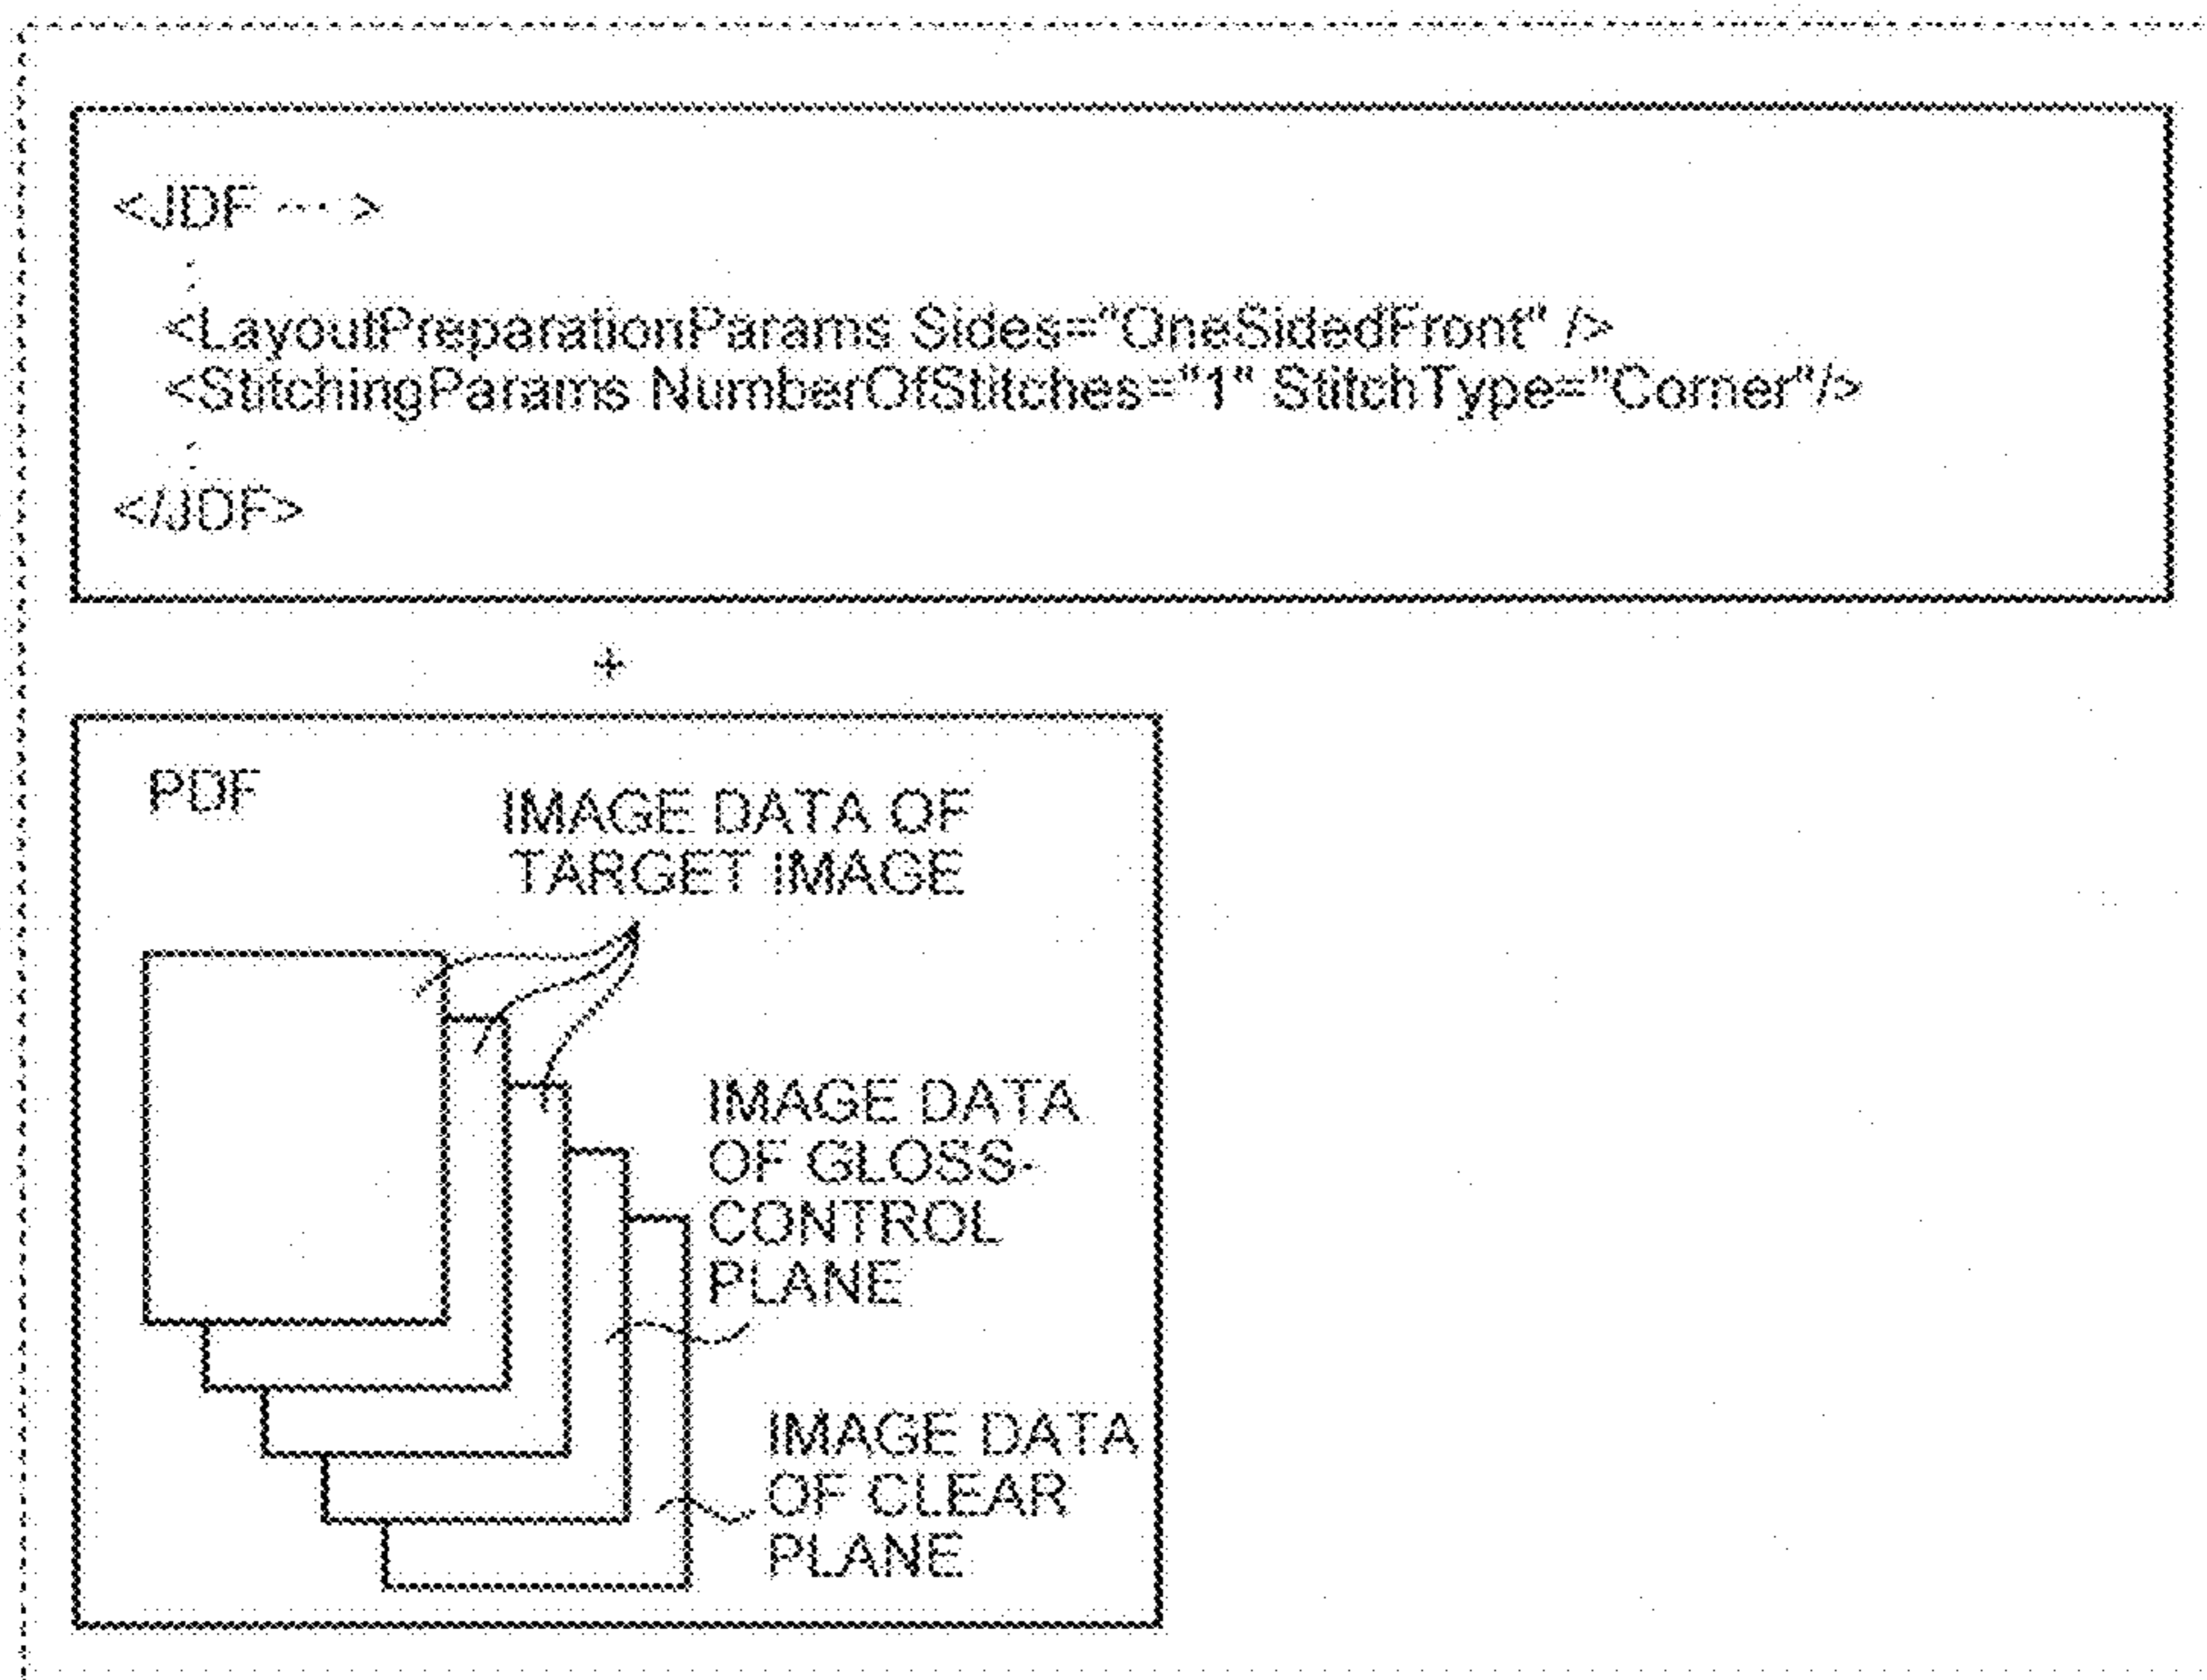 <JDF ··· >
:
<LayoutPreparationParams Sides="OneSidedFront" />
<StitchingParams NumberOfStitches="1" StitchType="Corner"/>
:
</JDF>
+
PDF
IMAGE DATA OF
TARGET IMAGE
IMAGE DATA
OF GLOSS-
CONTROL
PLANE
IMAGE DATA
OF CLEAR
PLANE